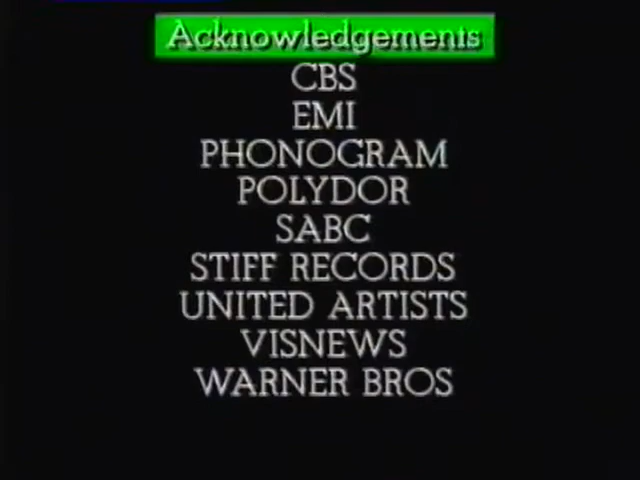 Acknowledgements
CBS
EMI
PHONOGRAM
POLYDOR
SABC
STIFF RECORDS
UNITED ARTISTS
VISNEWS
WARNER BROS